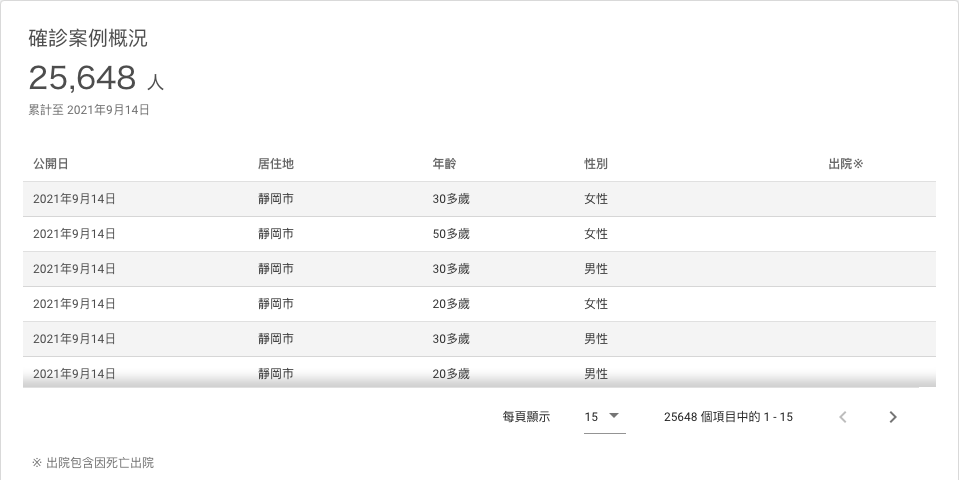 確診案例概況
25,648 人
累計至 2021年9月14日
公開日 居住地 年齡 性別 出院※
2021年9月14日 靜岡市 30多歲 女性
2021年9月14日 靜岡市 50多歲 女性
2021年9月14日 靜岡市 30多歲 男性
2021年9月14日 靜岡市 20多歲 女性
2021年9月14日 靜岡市 30多歲 男性
2021年9月14日 靜岡市 20多歲 男性
每頁顯示 15 25648 個項目中的 1 - 15
※ 出院包含因死亡出院